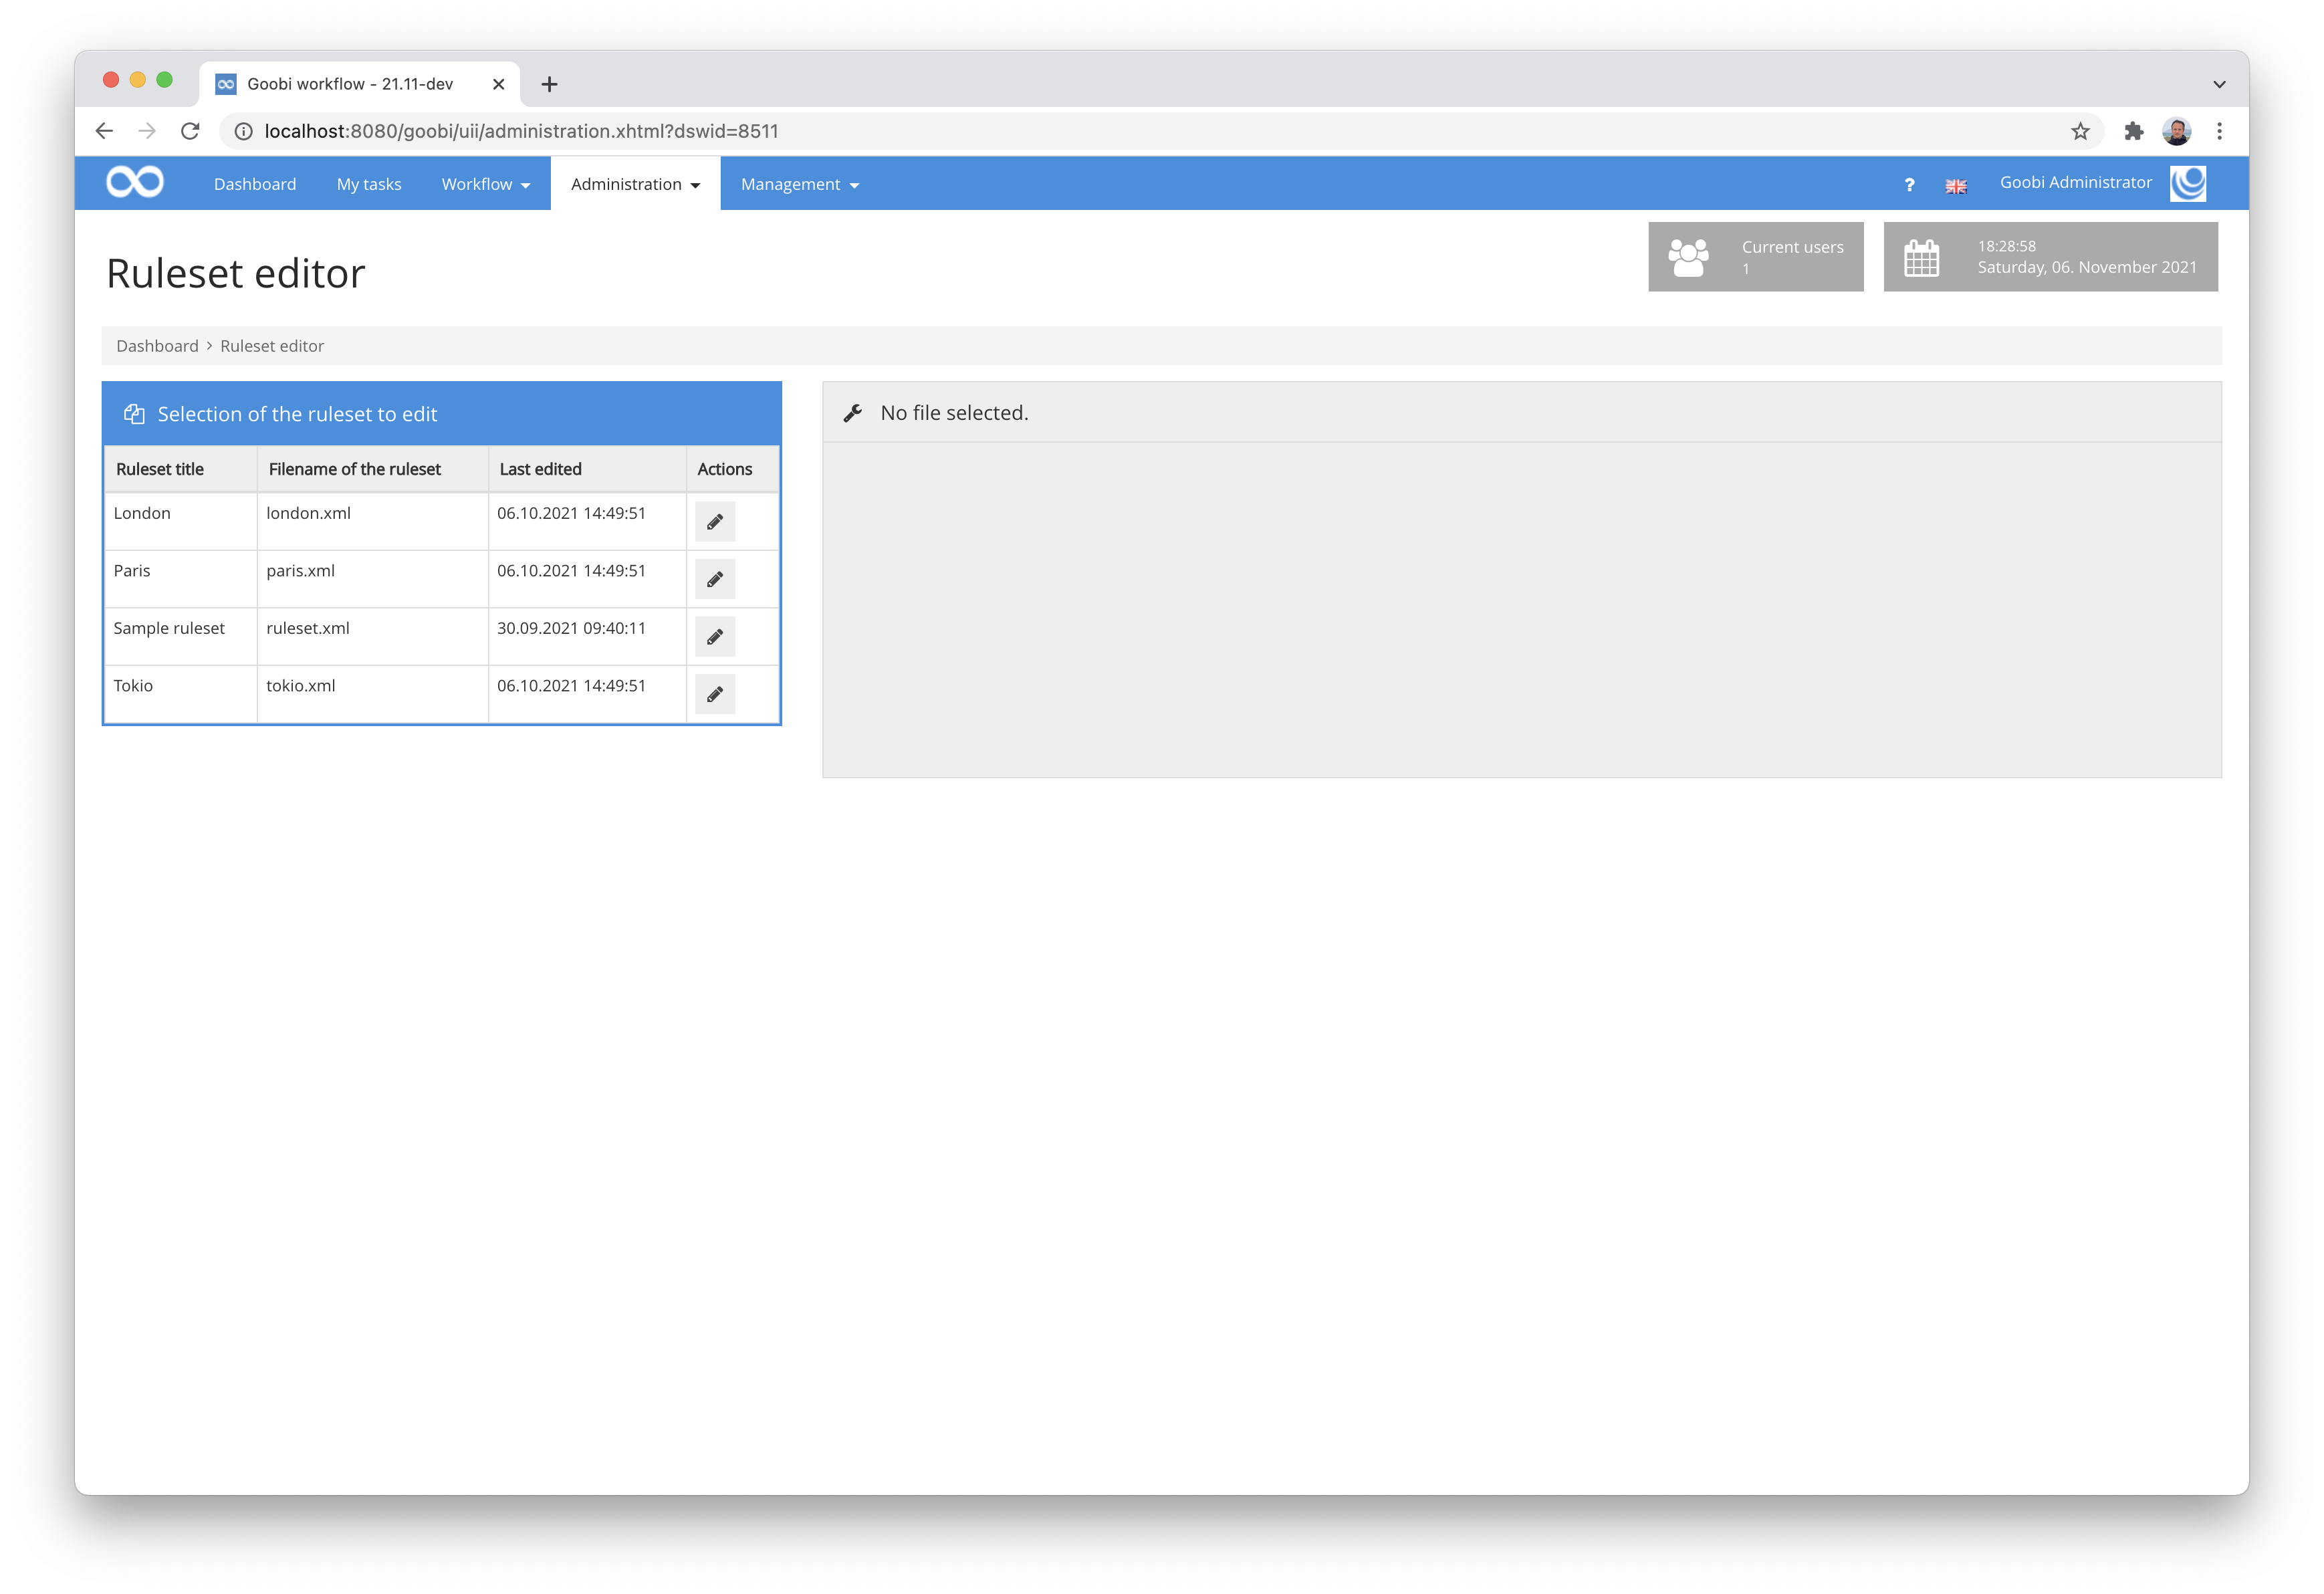 Goobi workflow - 21.11-dev
localhost:8080/goobi/uii/administration.xhtml?dswid=8511
Dashboard My tasks Workflow Administration Management ? Goobi Administrator
Ruleset editor
Current users
1
18:28:58
Saturday, 06. November 2021
Dashboard > Ruleset editor
Selection of the ruleset to edit
Ruleset title Filename of the ruleset Last edited Actions
London london.xml 06.10.2021 14:49:51
Paris paris.xml 06.10.2021 14:49:51
Sample ruleset ruleset.xml 30.09.2021 09:40:11
Tokio tokio.xml 06.10.2021 14:49:51
No file selected.